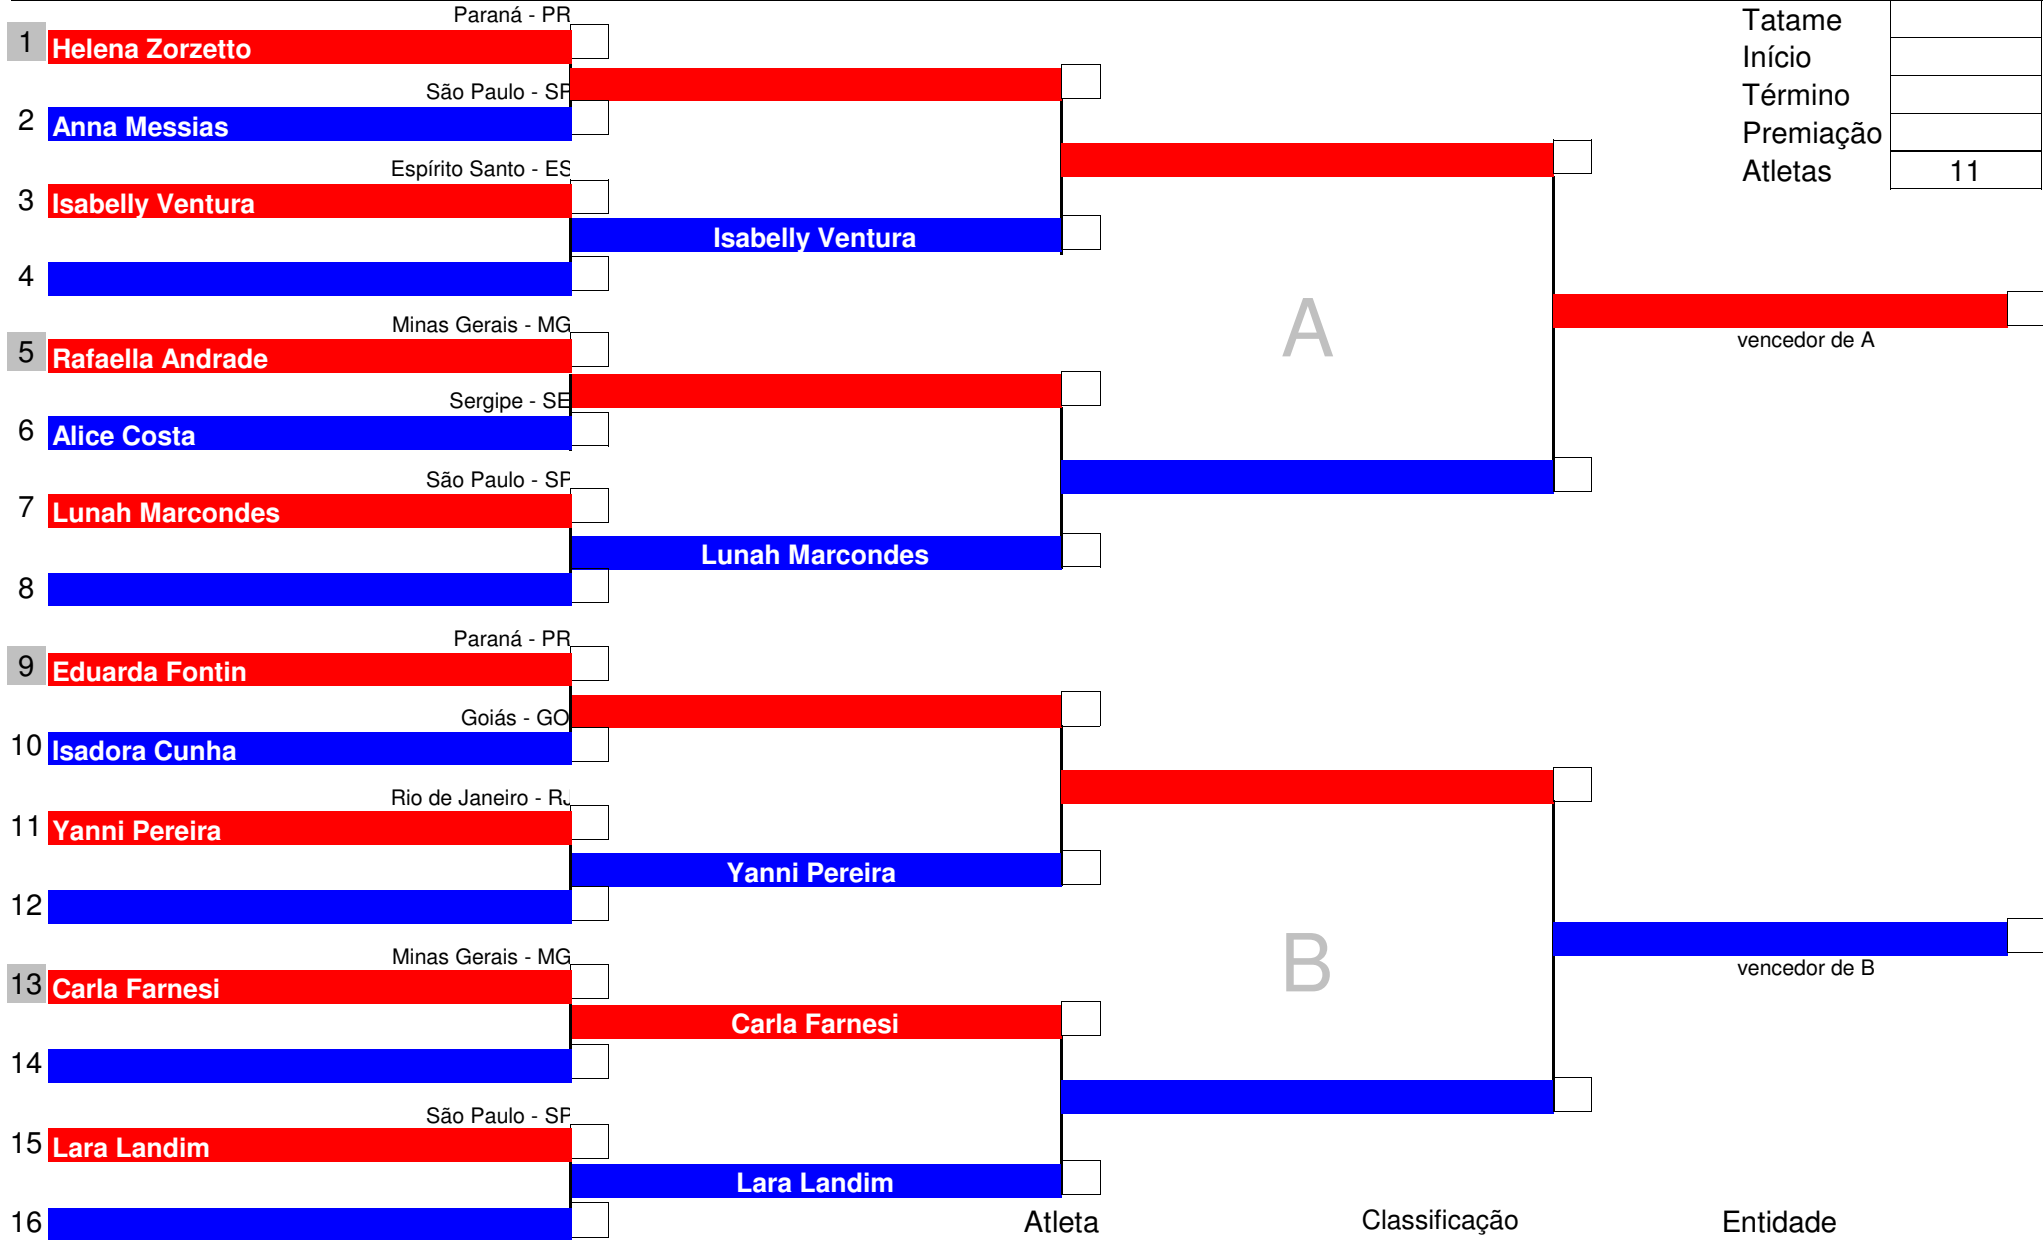 Paraná - PR
1 Helena Zorzetto
São Paulo - SP
2 Anna Messias
Espírito Santo - ES
3 Isabelly Ventura
Isabelly Ventura
4
Minas Gerais - MG
5 Rafaella Andrade
Sergipe - SE
6 Alice Costa
São Paulo - SP
7 Lunah Marcondes
Lunah Marcondes
8
Paraná - PR
9 Eduarda Fontin
Goiás - GO
10 Isadora Cunha
Rio de Janeiro - RJ
11 Yanni Pereira
Yanni Pereira
12
Minas Gerais - MG
13 Carla Farnesi
Carla Farnesi
14
São Paulo - SP
15 Lara Landim
Lara Landim
16
A
B
vencedor de A
vencedor de B
Tatame
Início
Término
Premiação
Atletas 11
Atleta Classificação Entidade